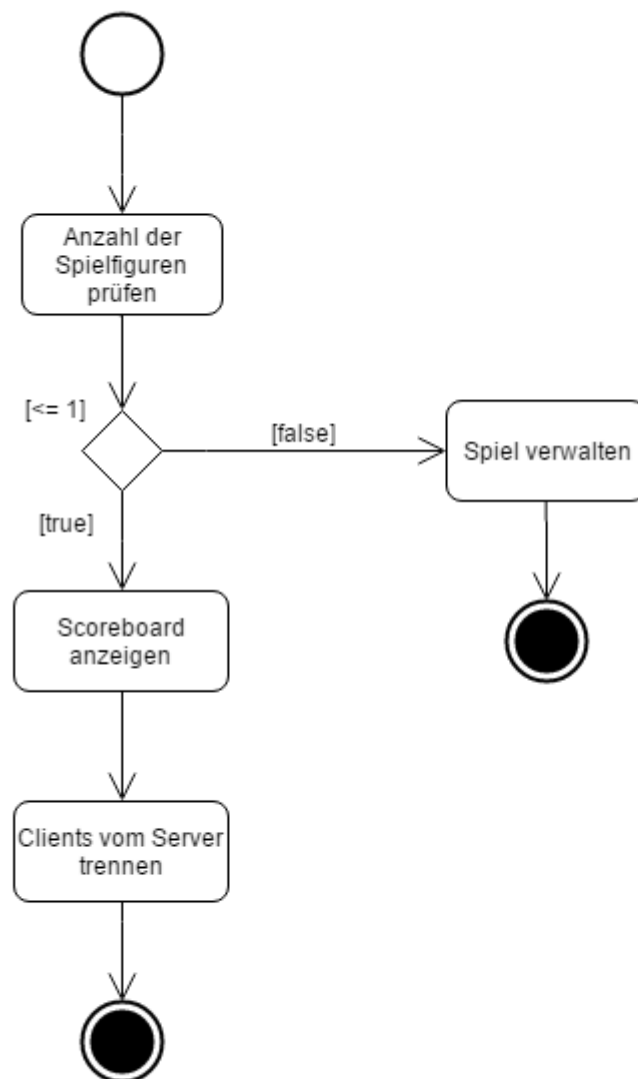 Anzahl der
Spielfiguren
prüfen
[<= 1]
[false]
Spiel verwalten
[true]
Scoreboard
anzeigen
Clients vom Server
trennen